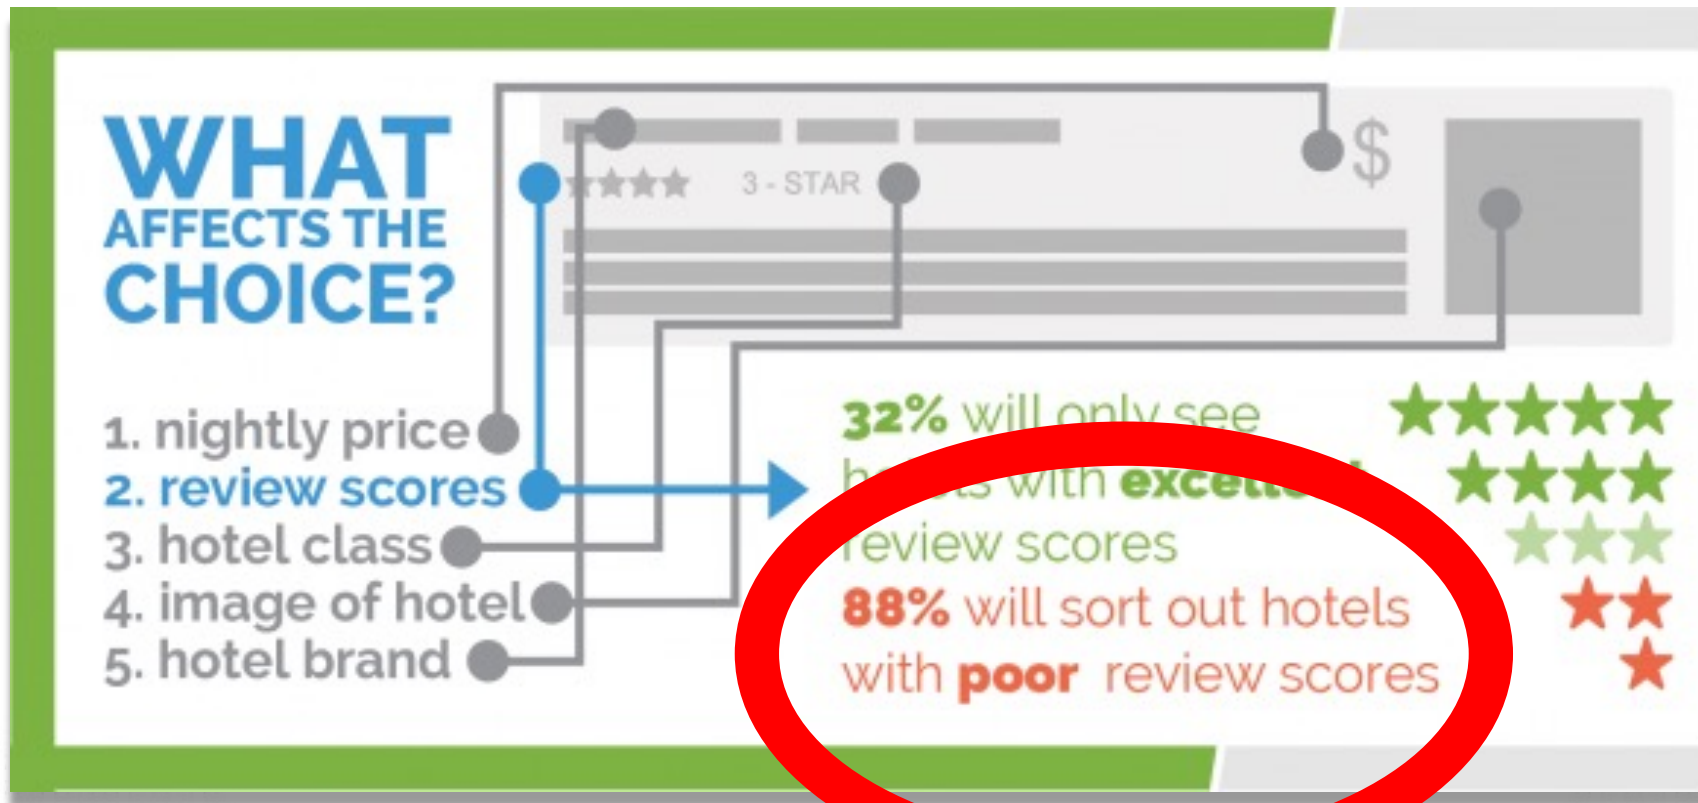 WHAT
AFFECTS THE
CHOICE?
3 - STAR
$
1. nightly price
2. review scores
3. hotel class
4. image of hotel
5. hotel brand
32% will only see
with
review scores
88% will sort out hotels
with poor review scores